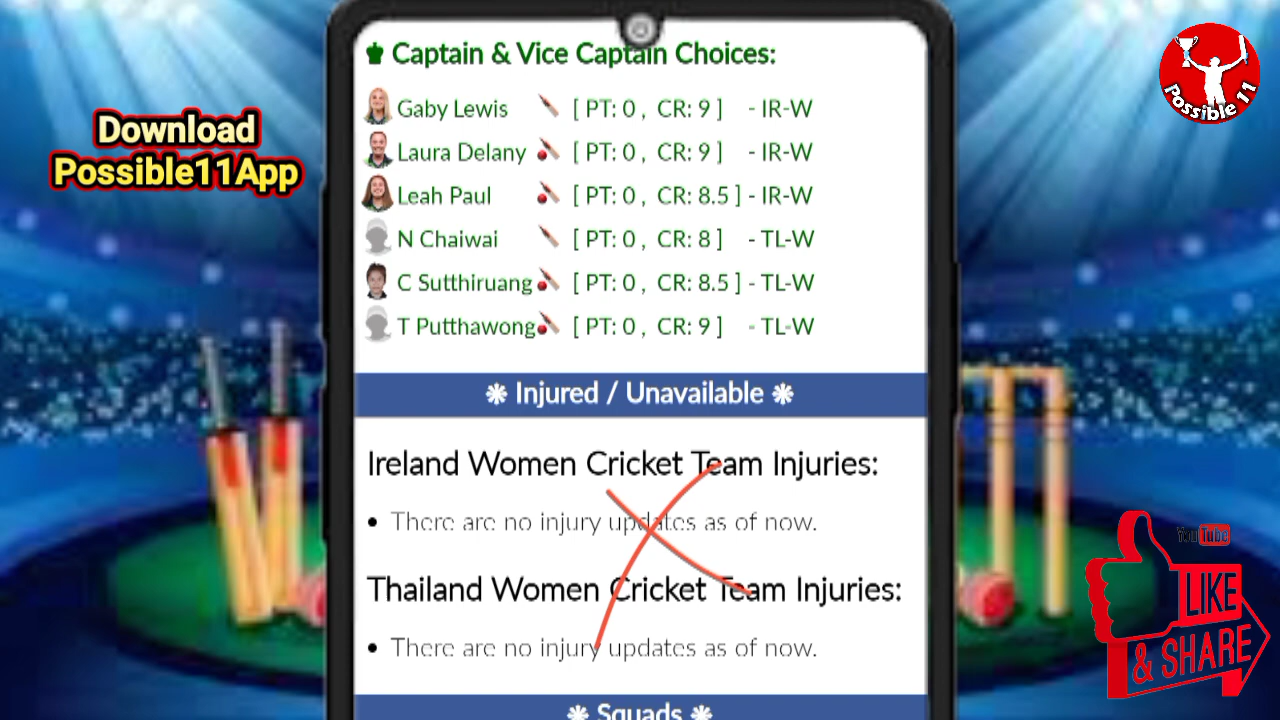 Captain & Vice Captain Choices:
Gaby Lewis [ PT: 0 , CR: 9 ] - IR-W
Laura Delany [ PT: 0 , CR: 9 ] - IR-W
Leah Paul [ PT: 0 , CR: 8.5 ] - IR-W
N Chaiwai [ PT: 0 , CR: 8 ] - TL-W
C Sutthiruang [ PT: 0 , CR: 8.5 ] - TL-W
T Putthawong [ PT: 0 , CR: 9 ] - TL-W
Injured / Unavailable
Ireland Women Cricket Team Injuries:
• There are no injury updates as of now.
Thailand Women Cricket Team Injuries:
• There are no injury updates as of now.
Squads
Download
Possible11App
Possible 11
YouTube
LIKE
& SHARE